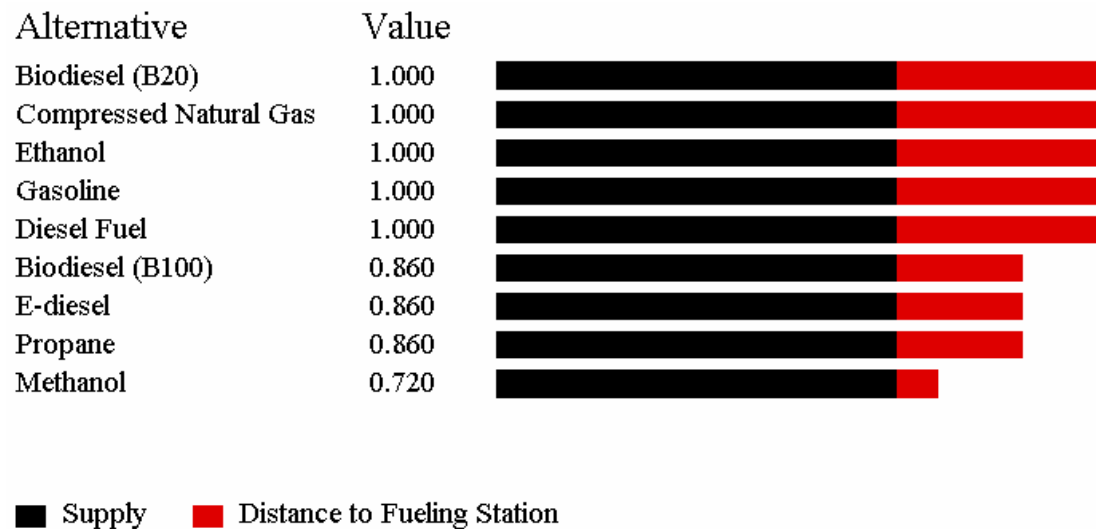 Alternative Value
Biodiesel (B20) 1.000
Compressed Natural Gas 1.000
Ethanol 1.000
Gasoline 1.000
Diesel Fuel 1.000
Biodiesel (B100) 0.860
E-diesel 0.860
Propane 0.860
Methanol 0.720
Supply Distance to Fueling Station